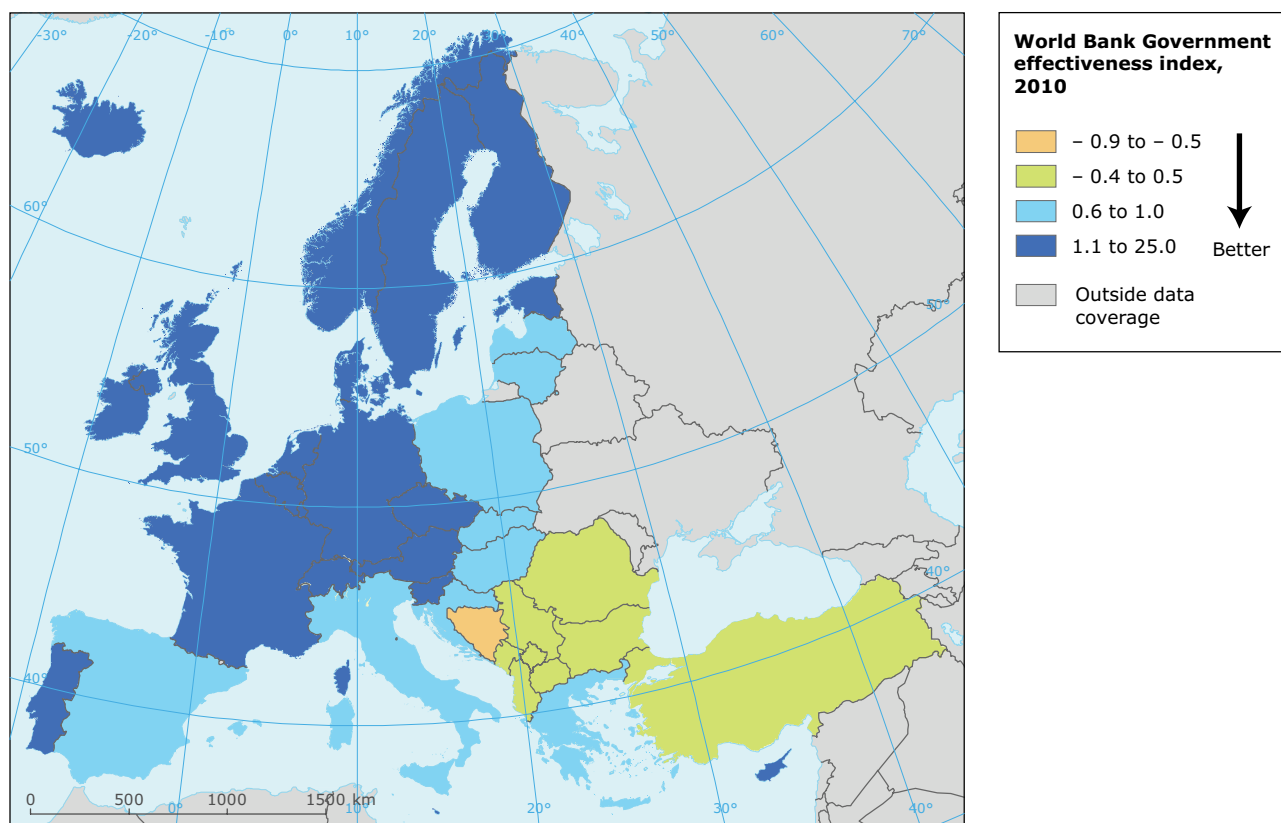 -30°
-20°
-10°
0°
10°
20°
30°
40°
50°
60°
70°
60°
50°
50°
40°
40°
0 500 1000 1500 km
0°
10°
20°
30°
40°
World Bank Government
effectiveness index,
2010
– 0.9 to – 0.5
– 0.4 to 0.5
0.6 to 1.0
1.1 to 25.0
Better
Outside data
coverage